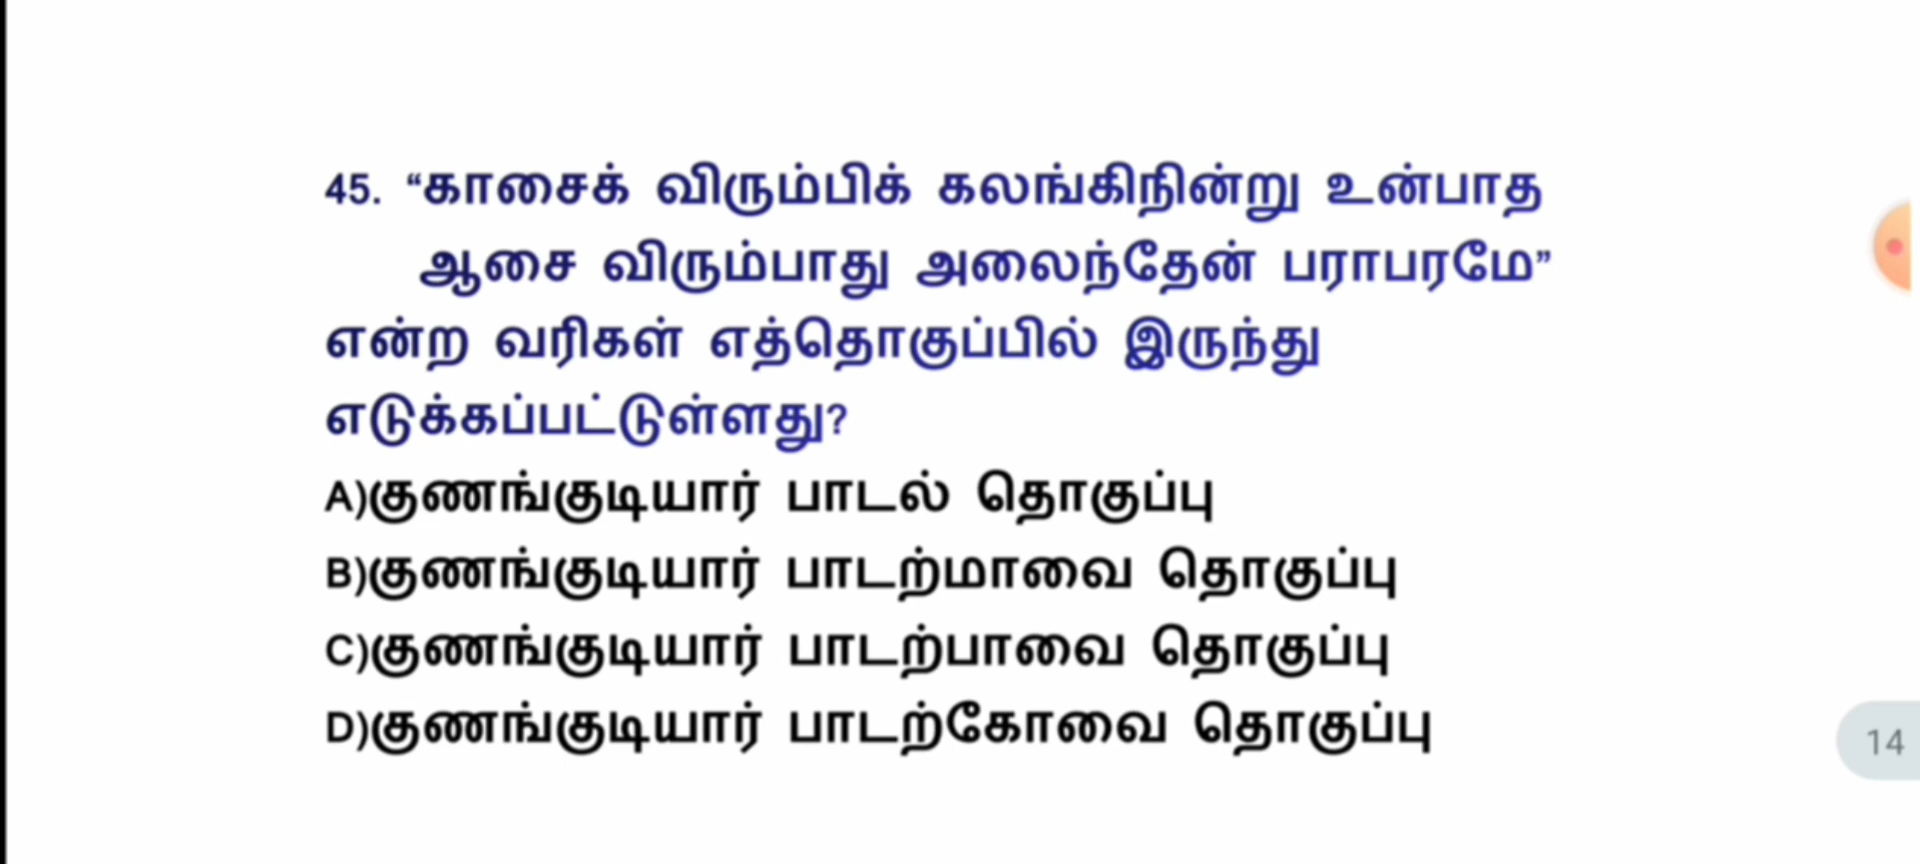 45. “காசைக் விரும்பிக் கலங்கிநின்று உன்பாத
ஆசை விரும்பாது அலைந்தேன் பராபரமே”
என்ற வரிகள் எத்தொகுப்பில் இருந்து
எடுக்கப்பட்டுள்ளது?
A)குணங்குடியார் பாடல் தொகுப்பு
B)குணங்குடியார் பாடற்மாவை தொகுப்பு
C)குணங்குடியார் பாடற்பாவை தொகுப்பு
D)குணங்குடியார் பாடற்கோவை தொகுப்பு
14